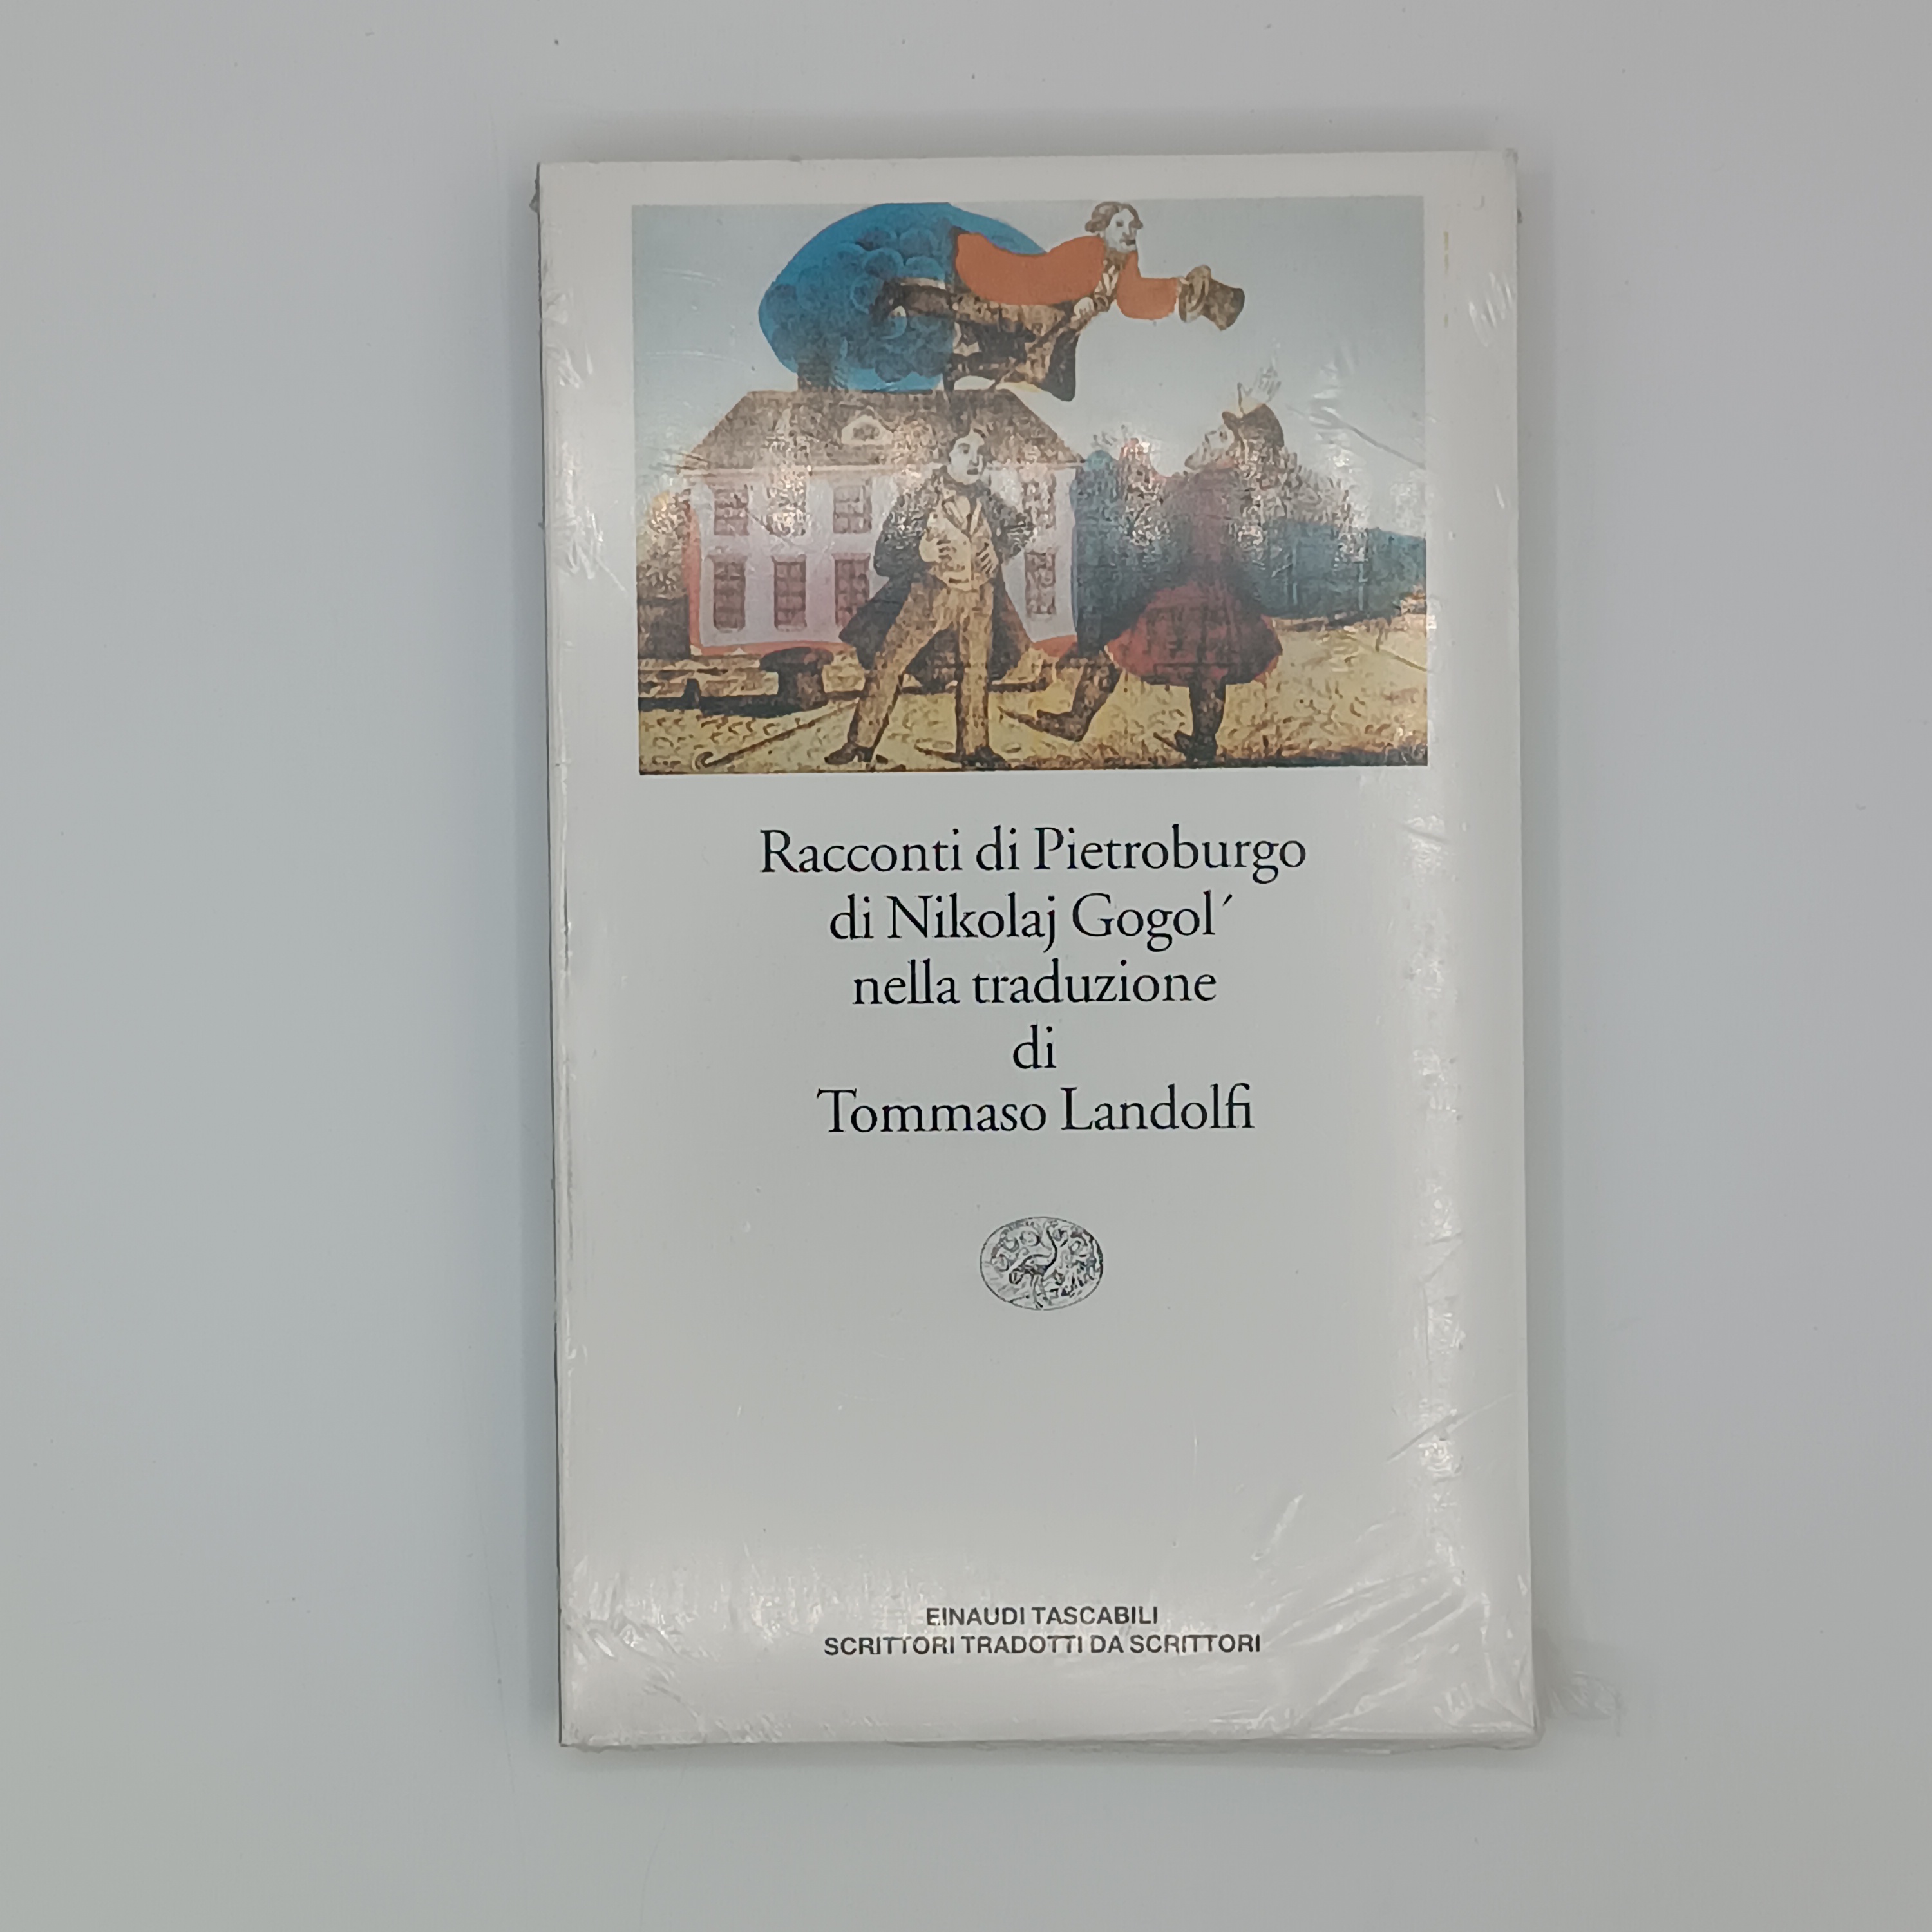 Racconti di Pietroburgo
di Nikolaj Gogol´
nella traduzione
di
Tommaso Landolfi
EINAUDI TASCABILI
SCRITTORI TRADOTTI DA SCRITTORI